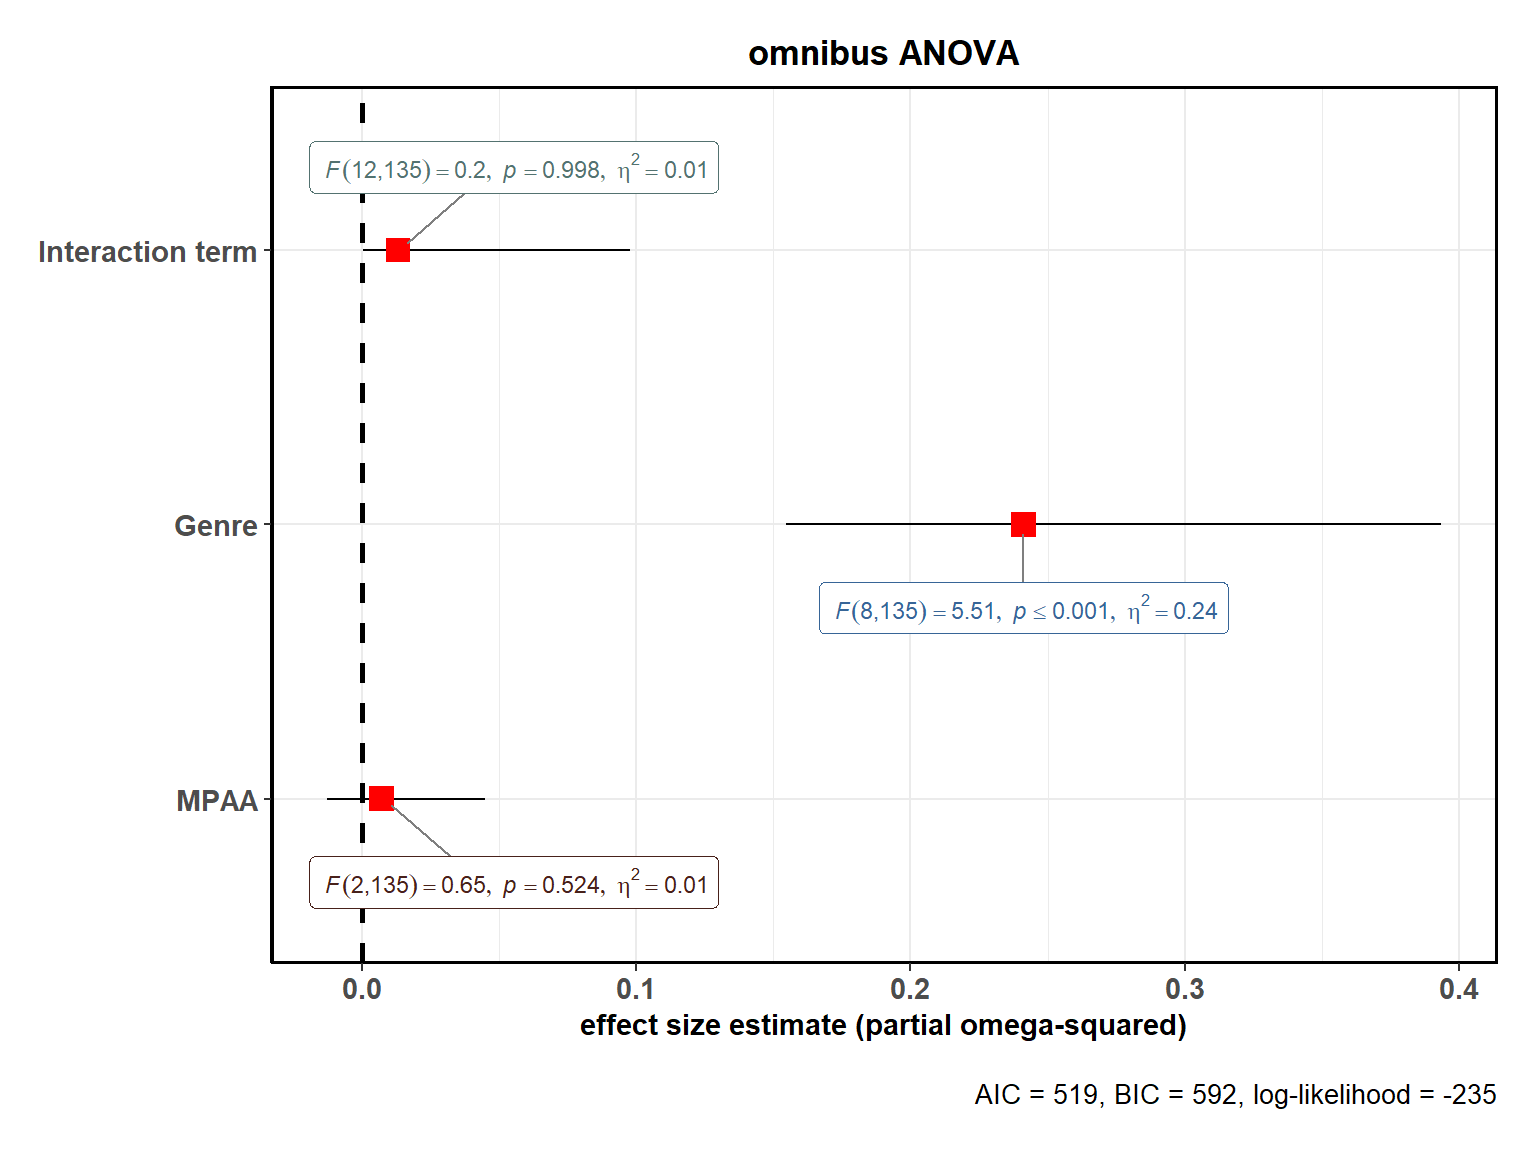 omnibus ANOVA
F(12,135) = 0.2, p = 0.998, η² = 0.01
Interaction term
Genre
F(8,135) = 5.51, p ≤ 0.001, η² = 0.24
MPAA
F(2,135) = 0.65, p = 0.524, η² = 0.01
0.0 0.1 0.2 0.3 0.4
effect size estimate (partial omega-squared)
AIC = 519, BIC = 592, log-likelihood = -235